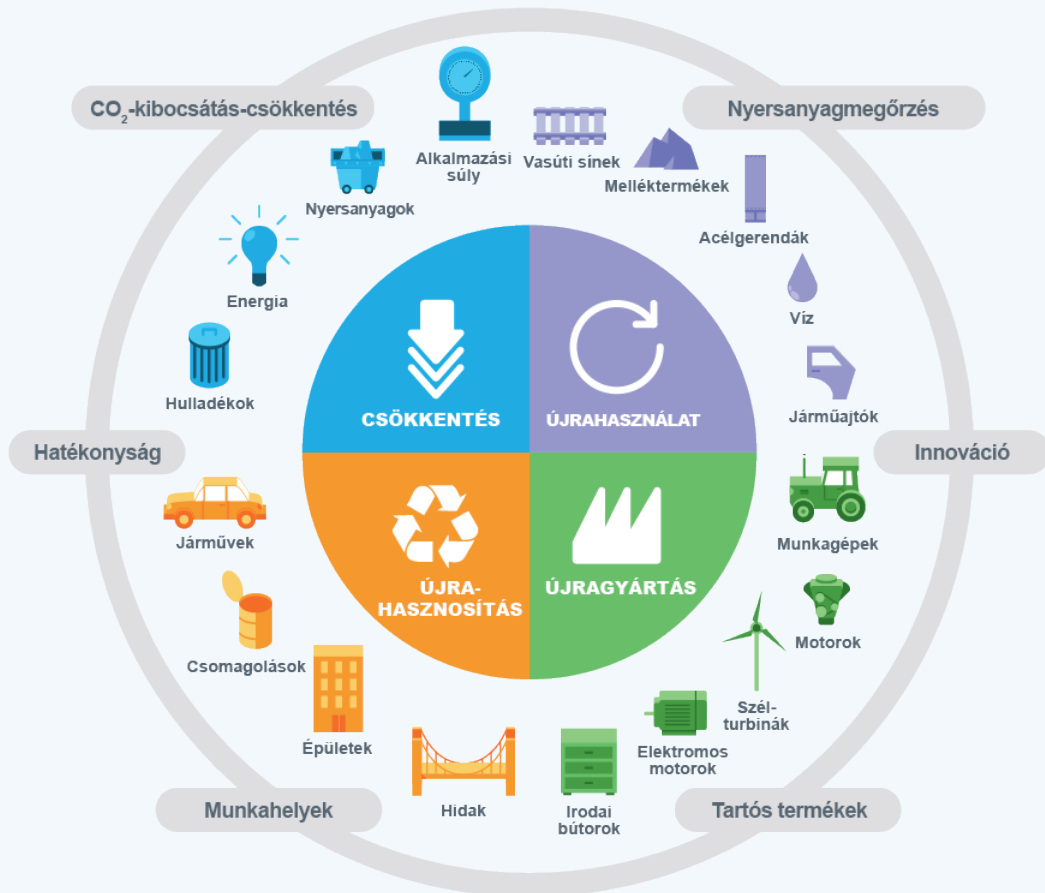 CO₂-kibocsátás-csökkentés
Nyersanyagmegőrzés
Alkalmazási
súly
Vasúti sínek
Melléktermékek
Nyersanyagok
Acélgerendák
Energia
Víz
Hulladékok
Járműajtók
CSÖKKENTÉS
ÚJRAHASZNÁLAT
Hatékonyság
Innováció
Járművek
Munkagépek
ÚJRA-
HASZNOSÍTÁS
ÚJRAGYÁRTÁS
Csomagolások
Motorok
Épületek
Szél-
turbinák
Elektromos
motorok
Hidak
Irodai
bútorok
Munkahelyek
Tartós termékek